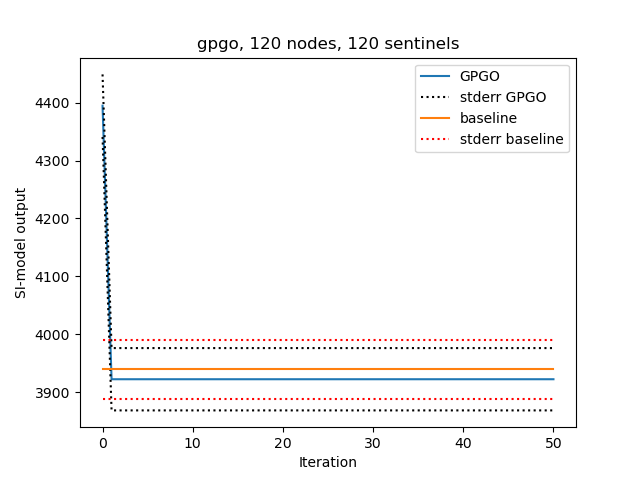 gpgo, 120 nodes, 120 sentinels
GPGO
stderr GPGO
baseline
stderr baseline
SI-model output
4400
4300
4200
4100
4000
3900
0 10 20 30 40 50
Iteration